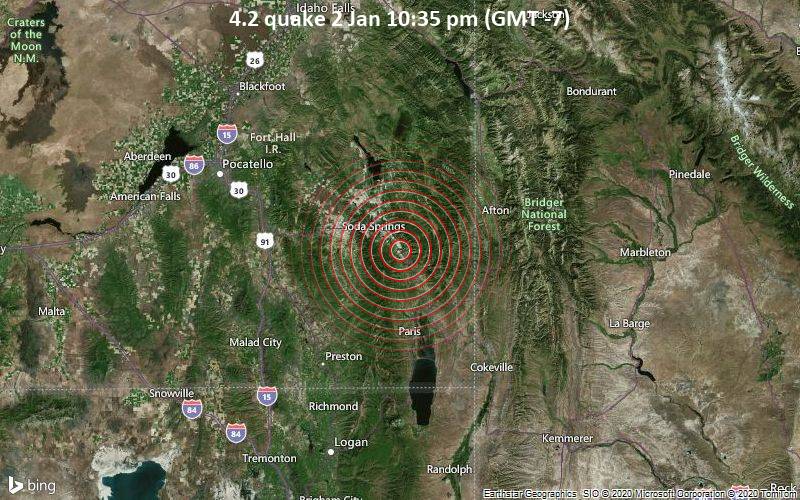 4.2 quake 2 Jan 10:35 pm (GMT-7)
Idaho Falls
Jackson
Craters
of the
Moon
N.M.
26
Blackfoot
Bondurant
15
Fort Hall
I.R.
Aberdeen
86
30
Pocatello
Bridger Wilderness
Pinedale
American Falls
30
Afton
Bridger
National
Forest
Soda Springs
91
Marbleton
Malta
La Barge
Paris
Malad City
Preston
Cokeville
Snowville
84
15
Richmond
84
Logan
Kemmerer
Tremonton
Randolph
bing
Brigham City
Earthstar Geographics SIO © 2020 Microsoft Corporation © 2020 TomTom